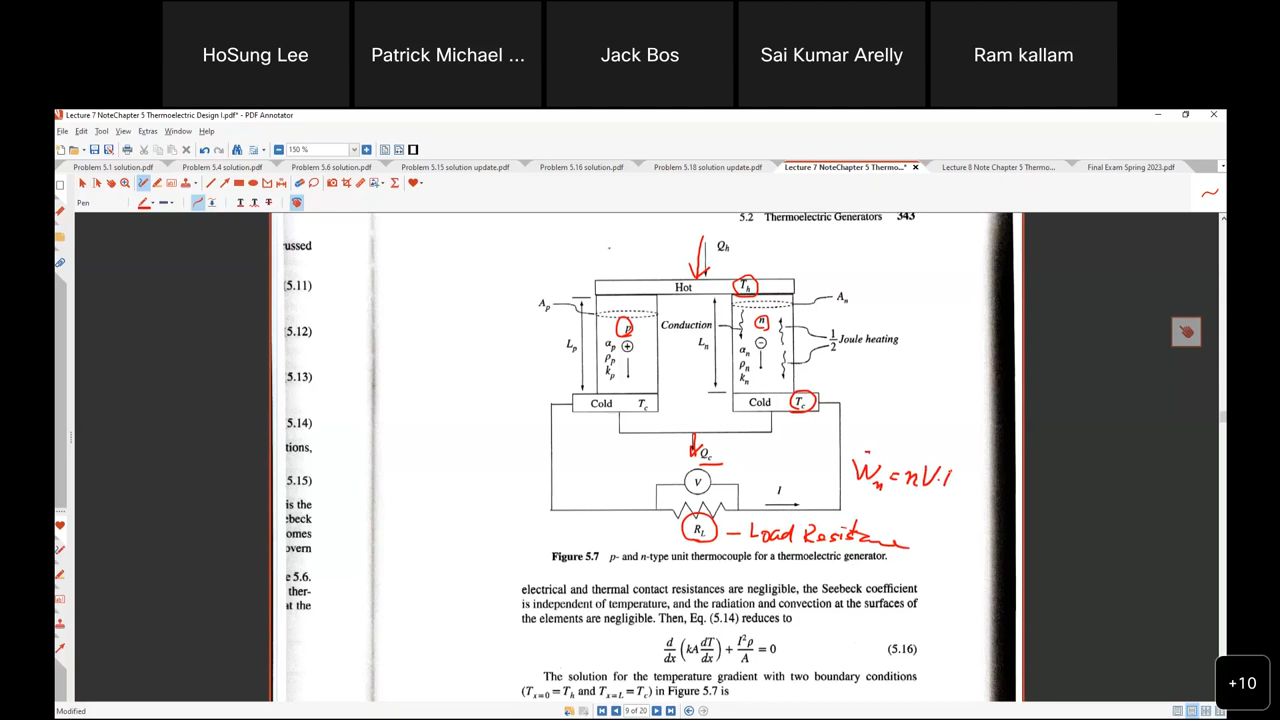 HoSung Lee
Patrick Michael ...
Jack Bos
Sai Kumar Arelly
Ram kallam
Lecture 7 NoteChapter 5 Thermoelectric Design I.pdf* - PDF Annotator
File Edit Tool View Extras Window Help
150 %
Problem 5.1 solution.pdf
Problem 5.4 solution.pdf
Problem 5.6 solution.pdf
Problem 5.15 solution update.pdf
Problem 5.16 solution.pdf
Problem 5.18 solution update.pdf
Lecture 7 NoteChapter 5 Thermo...*
Lecture 8 Note Chapter 5 Thermo...
Final Exam Spring 2023.pdf
Pen
russed
(5.11)
(5.12)
(5.13)
(5.14)
tions,
(5.15)
is the
ebeck
omes
overn
e 5.6.
ther-
at the
5.2 Thermoelectric Generators 343
Qh
Hot Th
Ap
An
p
n
Conduction
Lp
Ln
αp
ρp
kp
αn
ρn
kn
1/2 Joule heating
Cold Tc
Cold Tc
Qc
Ẇn = nV·I
V
I
RL – Load Resistance
Figure 5.7 p- and n-type unit thermocouple for a thermoelectric generator.
electrical and thermal contact resistances are negligible, the Seebeck coefficient
is independent of temperature, and the radiation and convection at the surfaces of
the elements are negligible. Then, Eq. (5.14) reduces to
d/dx (kA dT/dx) + I²ρ/A = 0 (5.16)
The solution for the temperature gradient with two boundary conditions
(Tx=0 = Th and Tx=L = Tc) in Figure 5.7 is
+10
Modified
9 of 20